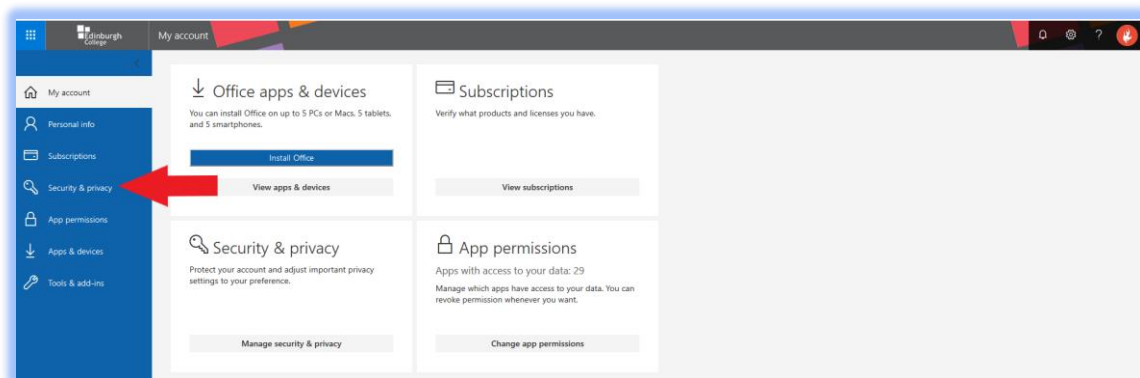 Edinburgh
College
My account
My account
Personal info
Subscriptions
Security & privacy
App permissions
Apps & devices
Tools & add-ins
Office apps & devices
You can install Office on up to 5 PCs or Macs, 5 tablets,
and 5 smartphones.
Install Office
View apps & devices
Subscriptions
Verify what products and licenses you have.
View subscriptions
Security & privacy
Protect your account and adjust important privacy
settings to your preference.
Manage security & privacy
App permissions
Apps with access to your data: 29
Manage which apps have access to your data. You can
revoke permission whenever you want.
Change app permissions